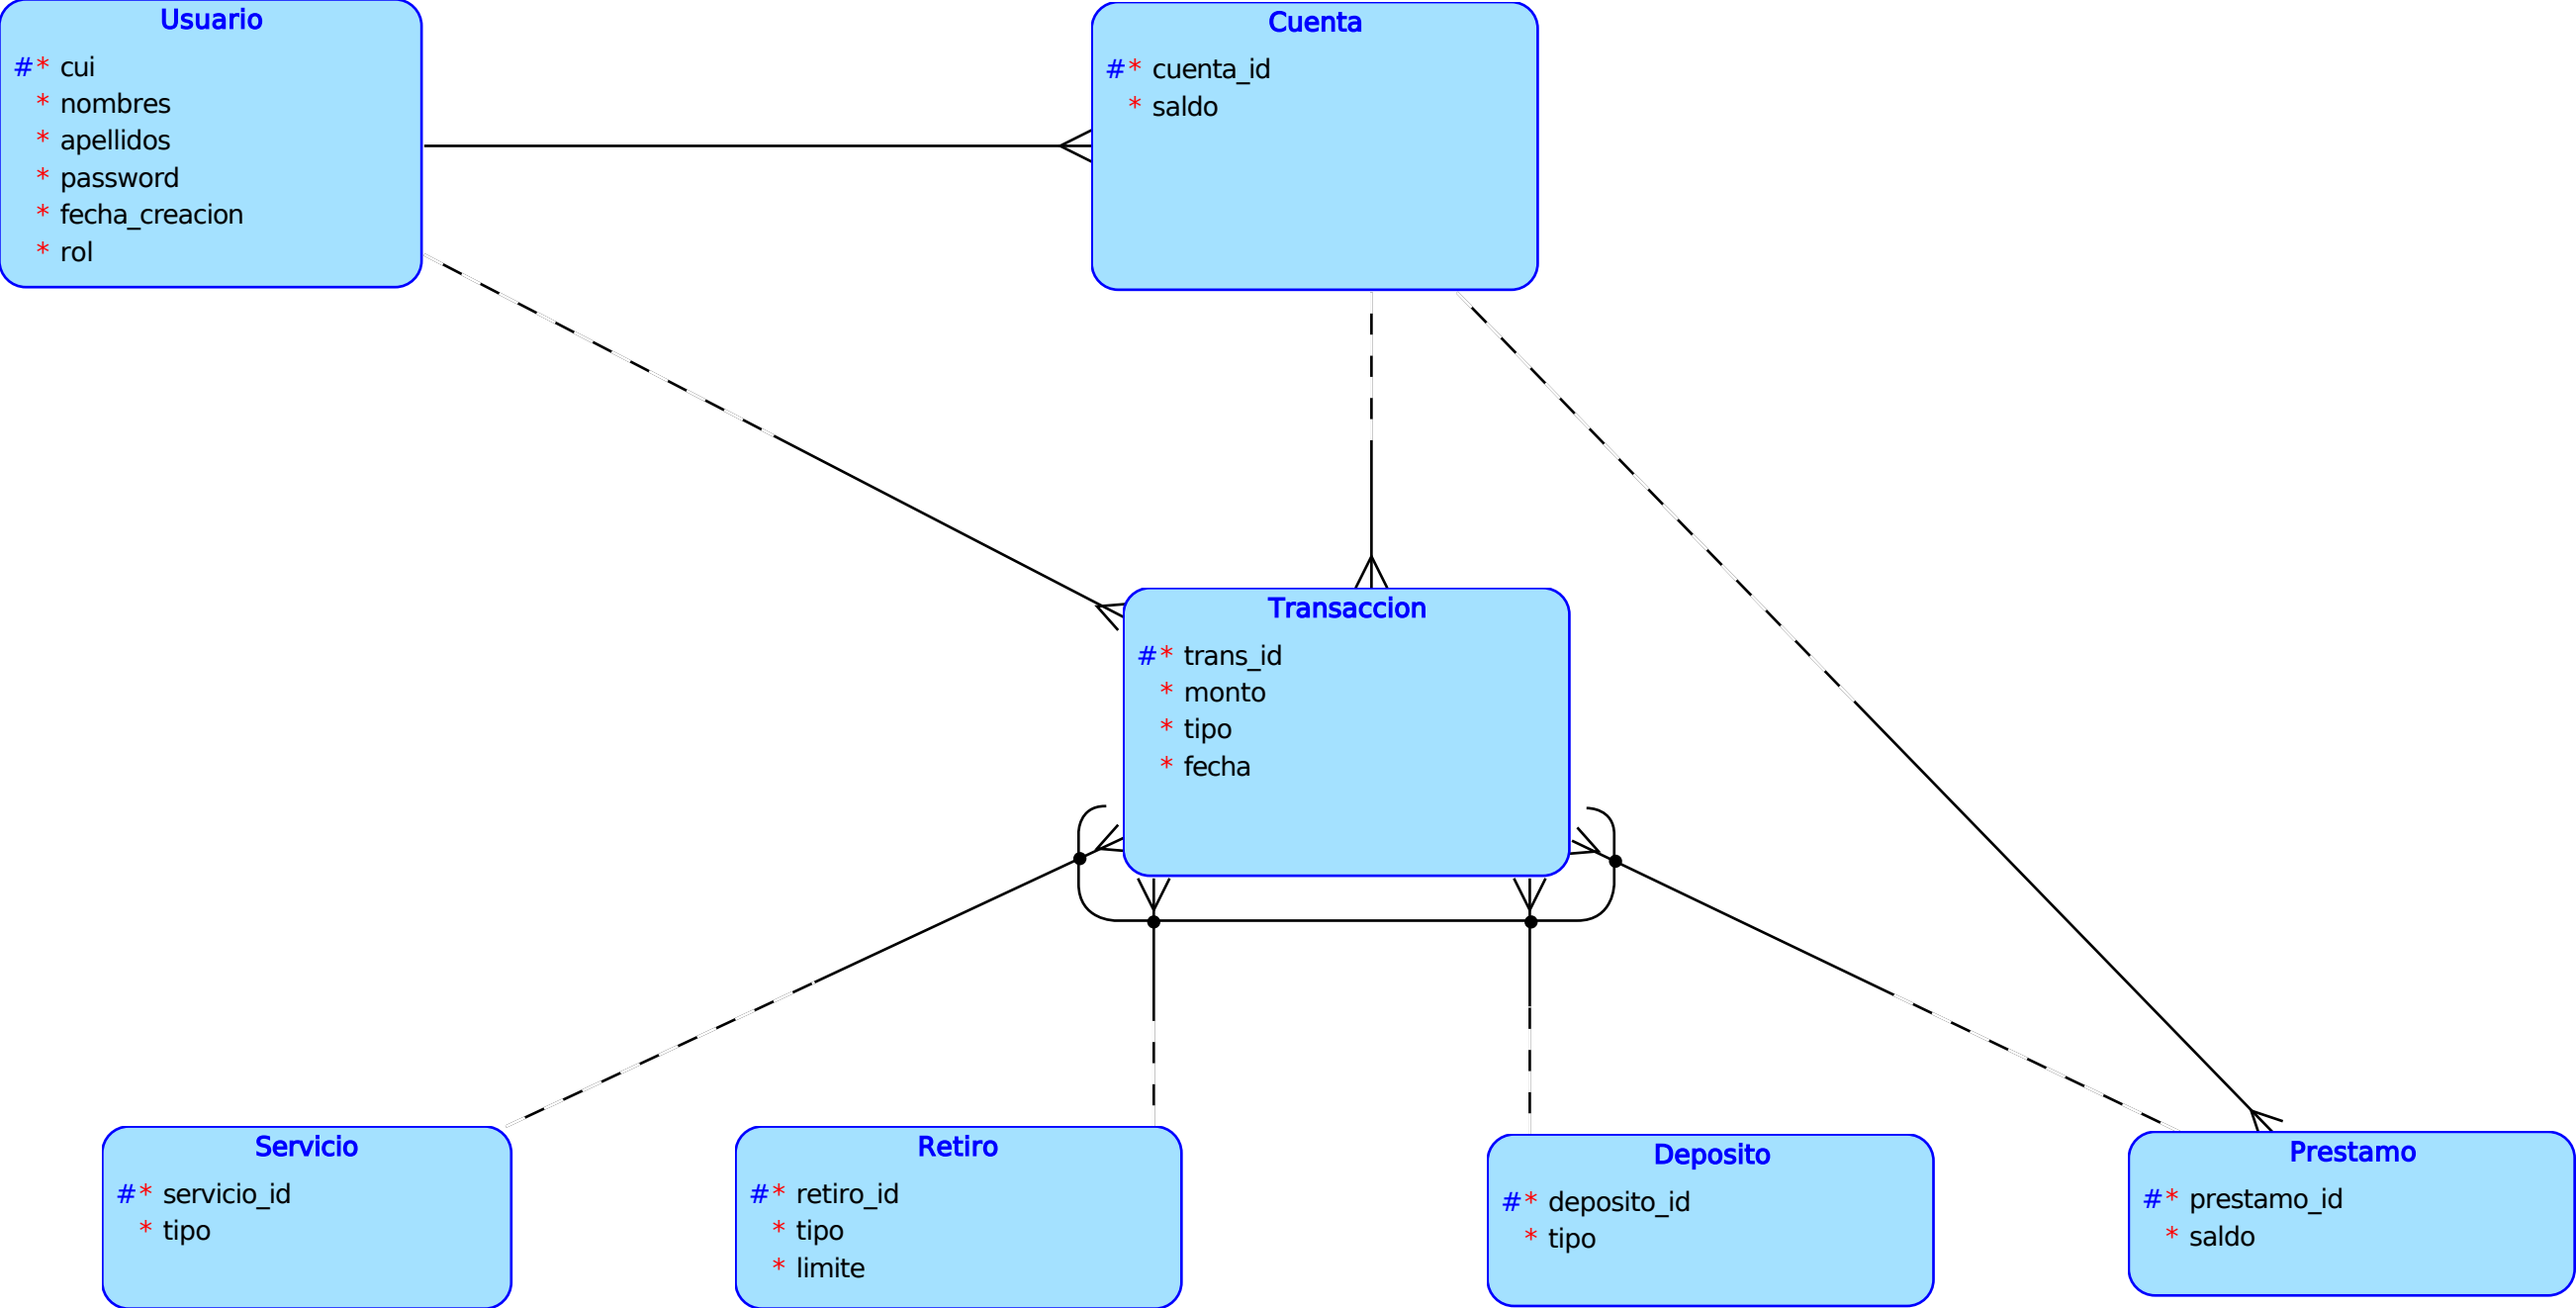 Usuario
#* cui
* nombres
* apellidos
* password
* fecha_creacion
* rol
Cuenta
#* cuenta_id
* saldo
Transaccion
#* trans_id
* monto
* tipo
* fecha
Servicio
#* servicio_id
* tipo
Retiro
#* retiro_id
* tipo
* limite
Deposito
#* deposito_id
* tipo
Prestamo
#* prestamo_id
* saldo